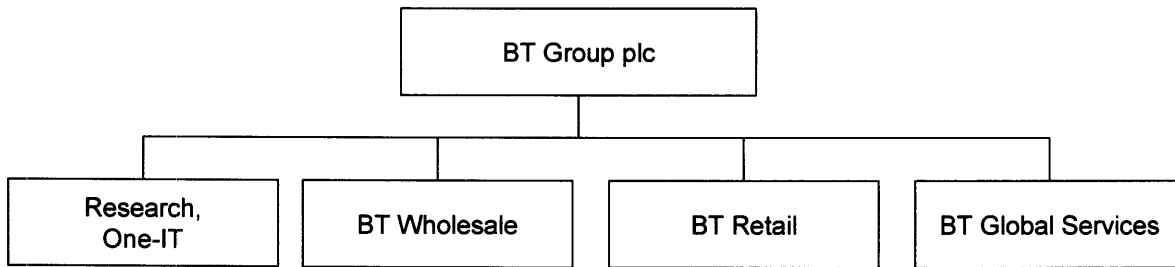 BT Group plc
Research,
One-IT
BT Wholesale
BT Retail
BT Global Services